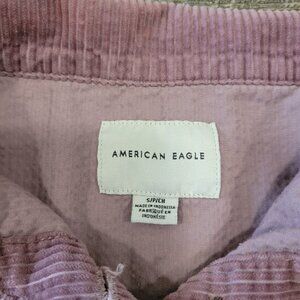 AMERICAN EAGLE
S/P/CH
MADE IN INDONESIA
FABRIQUÉ EN
INDONÉSIE